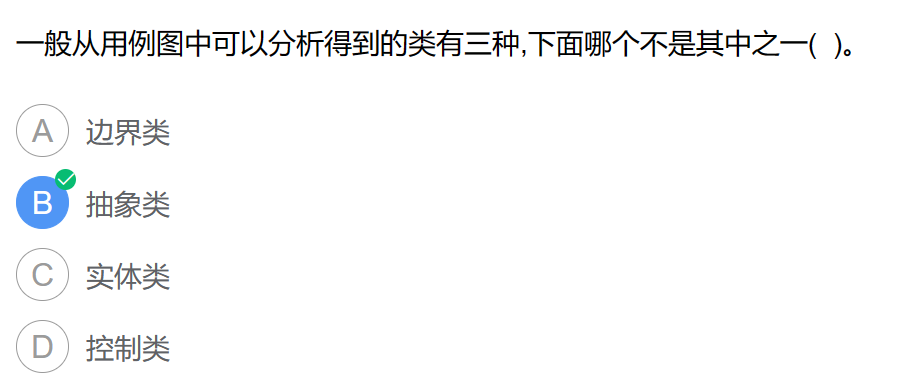 一般从用例图中可以分析得到的类有三种,下面哪个不是其中之一( )。
A 边界类
B 抽象类
C 实体类
D 控制类